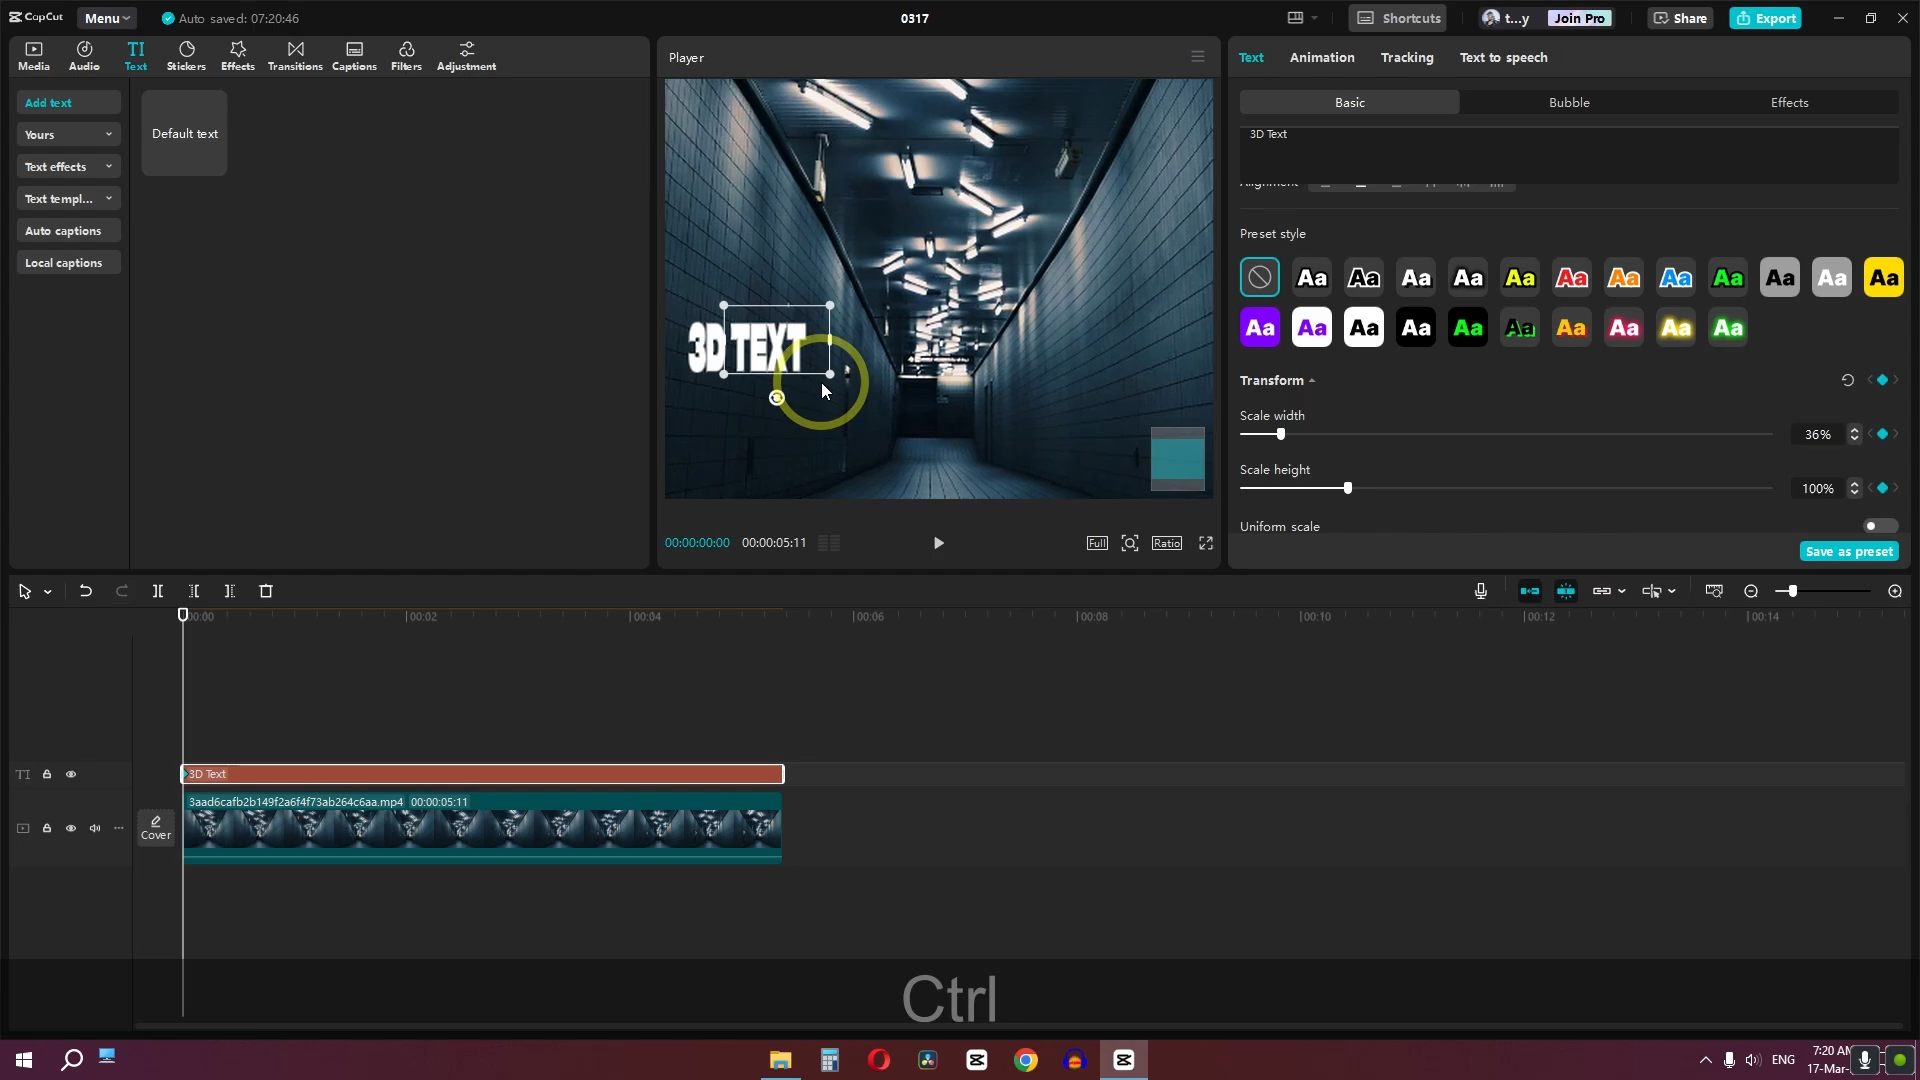 CapCut
Menu
Auto saved: 07:20:46
0317
Shortcuts
t...y
Join Pro
Share
Export
Media
Audio
TI
Text
Stickers
Effects
Transitions
Captions
Filters
Adjustment
Add text
Yours
Text effects
Text templ...
Auto captions
Local captions
Default text
Player
3D TEXT
00:00:00:00
00:00:05:11
Full
Ratio
Text
Animation
Tracking
Text to speech
Basic
Bubble
Effects
3D Text
Alignment
Preset style
Aa Aa Aa Aa Aa Aa Aa Aa Aa Aa Aa Aa
Aa Aa Aa Aa Aa Aa Aa Aa Aa Aa
Transform
Scale width
36%
Scale height
100%
Uniform scale
Save as preset
00:00
00:02
00:04
00:06
00:08
00:10
00:12
00:14
TI
3D Text
3aad6cafb2b149f2a6f4f73ab264c6aa.mp4 00:00:05:11
Cover
Ctrl
ENG
7:20 AM
17-Mar-